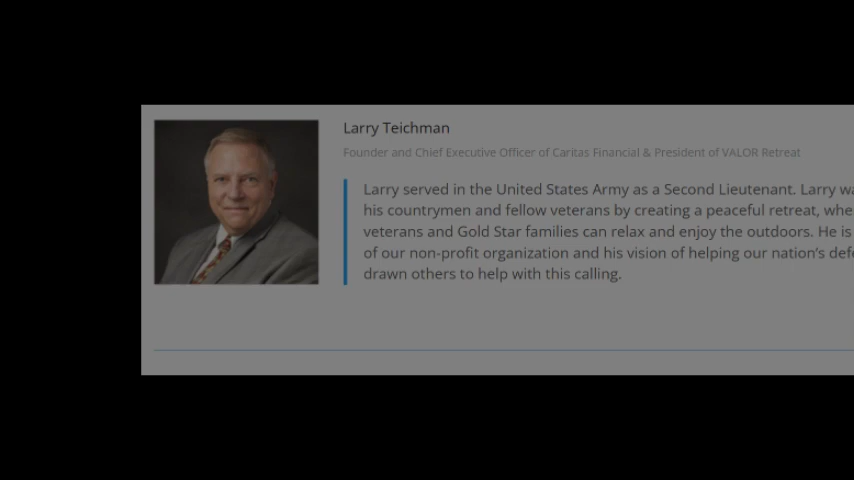 Larry Teichman
Founder and Chief Executive Officer of Caritas Financial & President of VALOR Retreat
Larry served in the United States Army as a Second Lieutenant. Larry
his countrymen and fellow veterans by creating a peaceful retreat,
veterans and Gold Star families can relax and enjoy the outdoors. He is
of our non-profit organization and his vision of helping our nation's
drawn others to help with this calling.